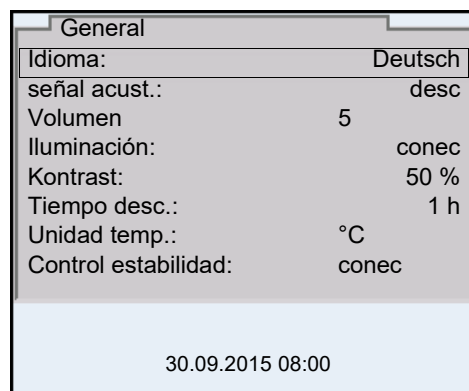 General
Idioma: Deutsch
señal acust.: desc
Volumen 5
Iluminación: conec
Kontrast: 50 %
Tiempo desc.: 1 h
Unidad temp.: °C
Control estabilidad: conec
30.09.2015 08:00